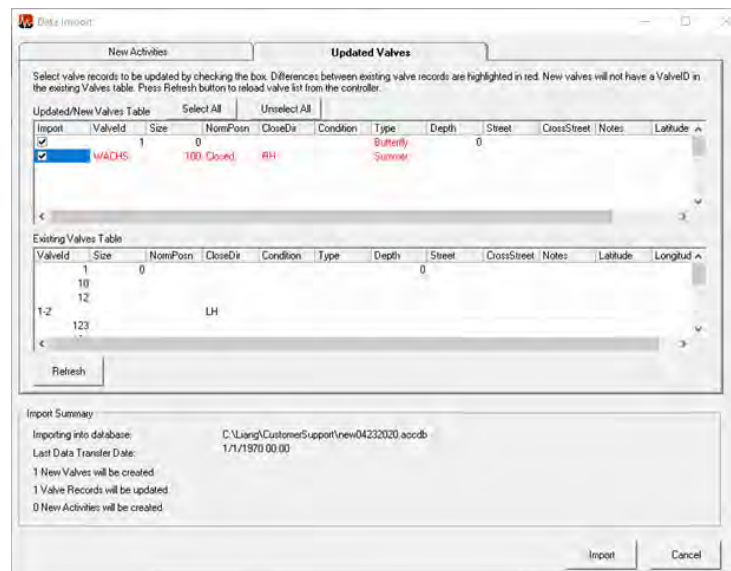 Data Import
New Activities Updated Valves
Select valve records to be updated by checking the box. Differences between existing valve records are highlighted in red. New valves will not have a ValveID in
the existing Valves table. Press Refresh button to reload valve list from the controller.
Updated/New Valves Table Select All Unselect All
Import ValveId Size NormPosn CloseDir Condition Type Depth Street CrossStreet Notes Latitude
1 0 Butterfly 0
WACHS 100 Closed RH Summer
Existing Valves Table
ValveId Size NormPosn CloseDir Condition Type Depth Street CrossStreet Notes Latitude Longitud
1 0 0
10
12
1-2 LH
123
Refresh
Import Summary
Importing into database: C:\Liang\CustomerSupport\new04232020.accdb
Last Data Transfer Date: 1/1/1970 00:00
1 New Valves will be created
1 Valve Records will be updated
0 New Activities will be created
Import Cancel